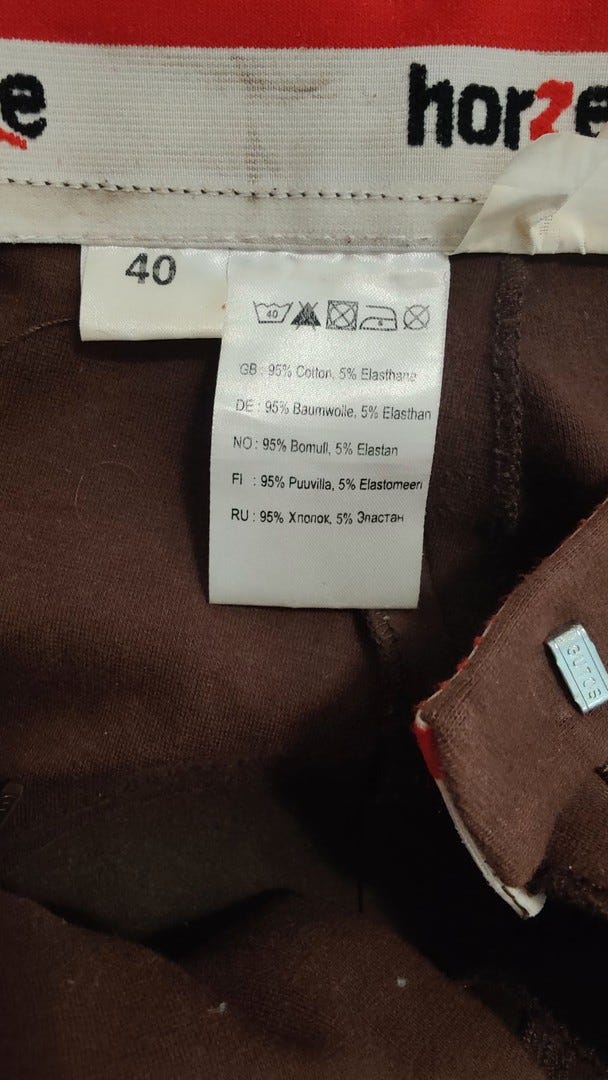 e horze
40
40
GB : 95% Cotton, 5% Elasthane
DE : 95% Baumwolle, 5% Elasthan
NO : 95% Bomull, 5% Elastan
FI : 95% Puuvilla, 5% Elastomeeri
RU : 95% Хлопок, 5% Эластан